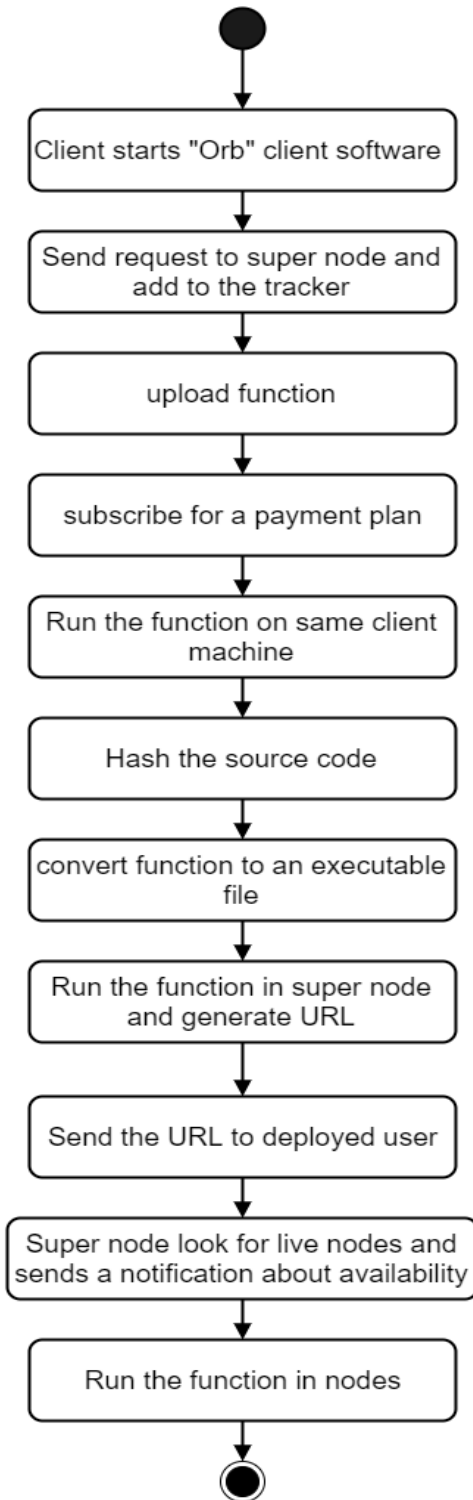 Client starts "Orb" client software
Send request to super node and
add to the tracker
upload function
subscribe for a payment plan
Run the function on same client
machine
Hash the source code
convert function to an executable
file
Run the function in super node
and generate URL
Send the URL to deployed user
Super node look for live nodes and
sends a notification about availability
Run the function in nodes